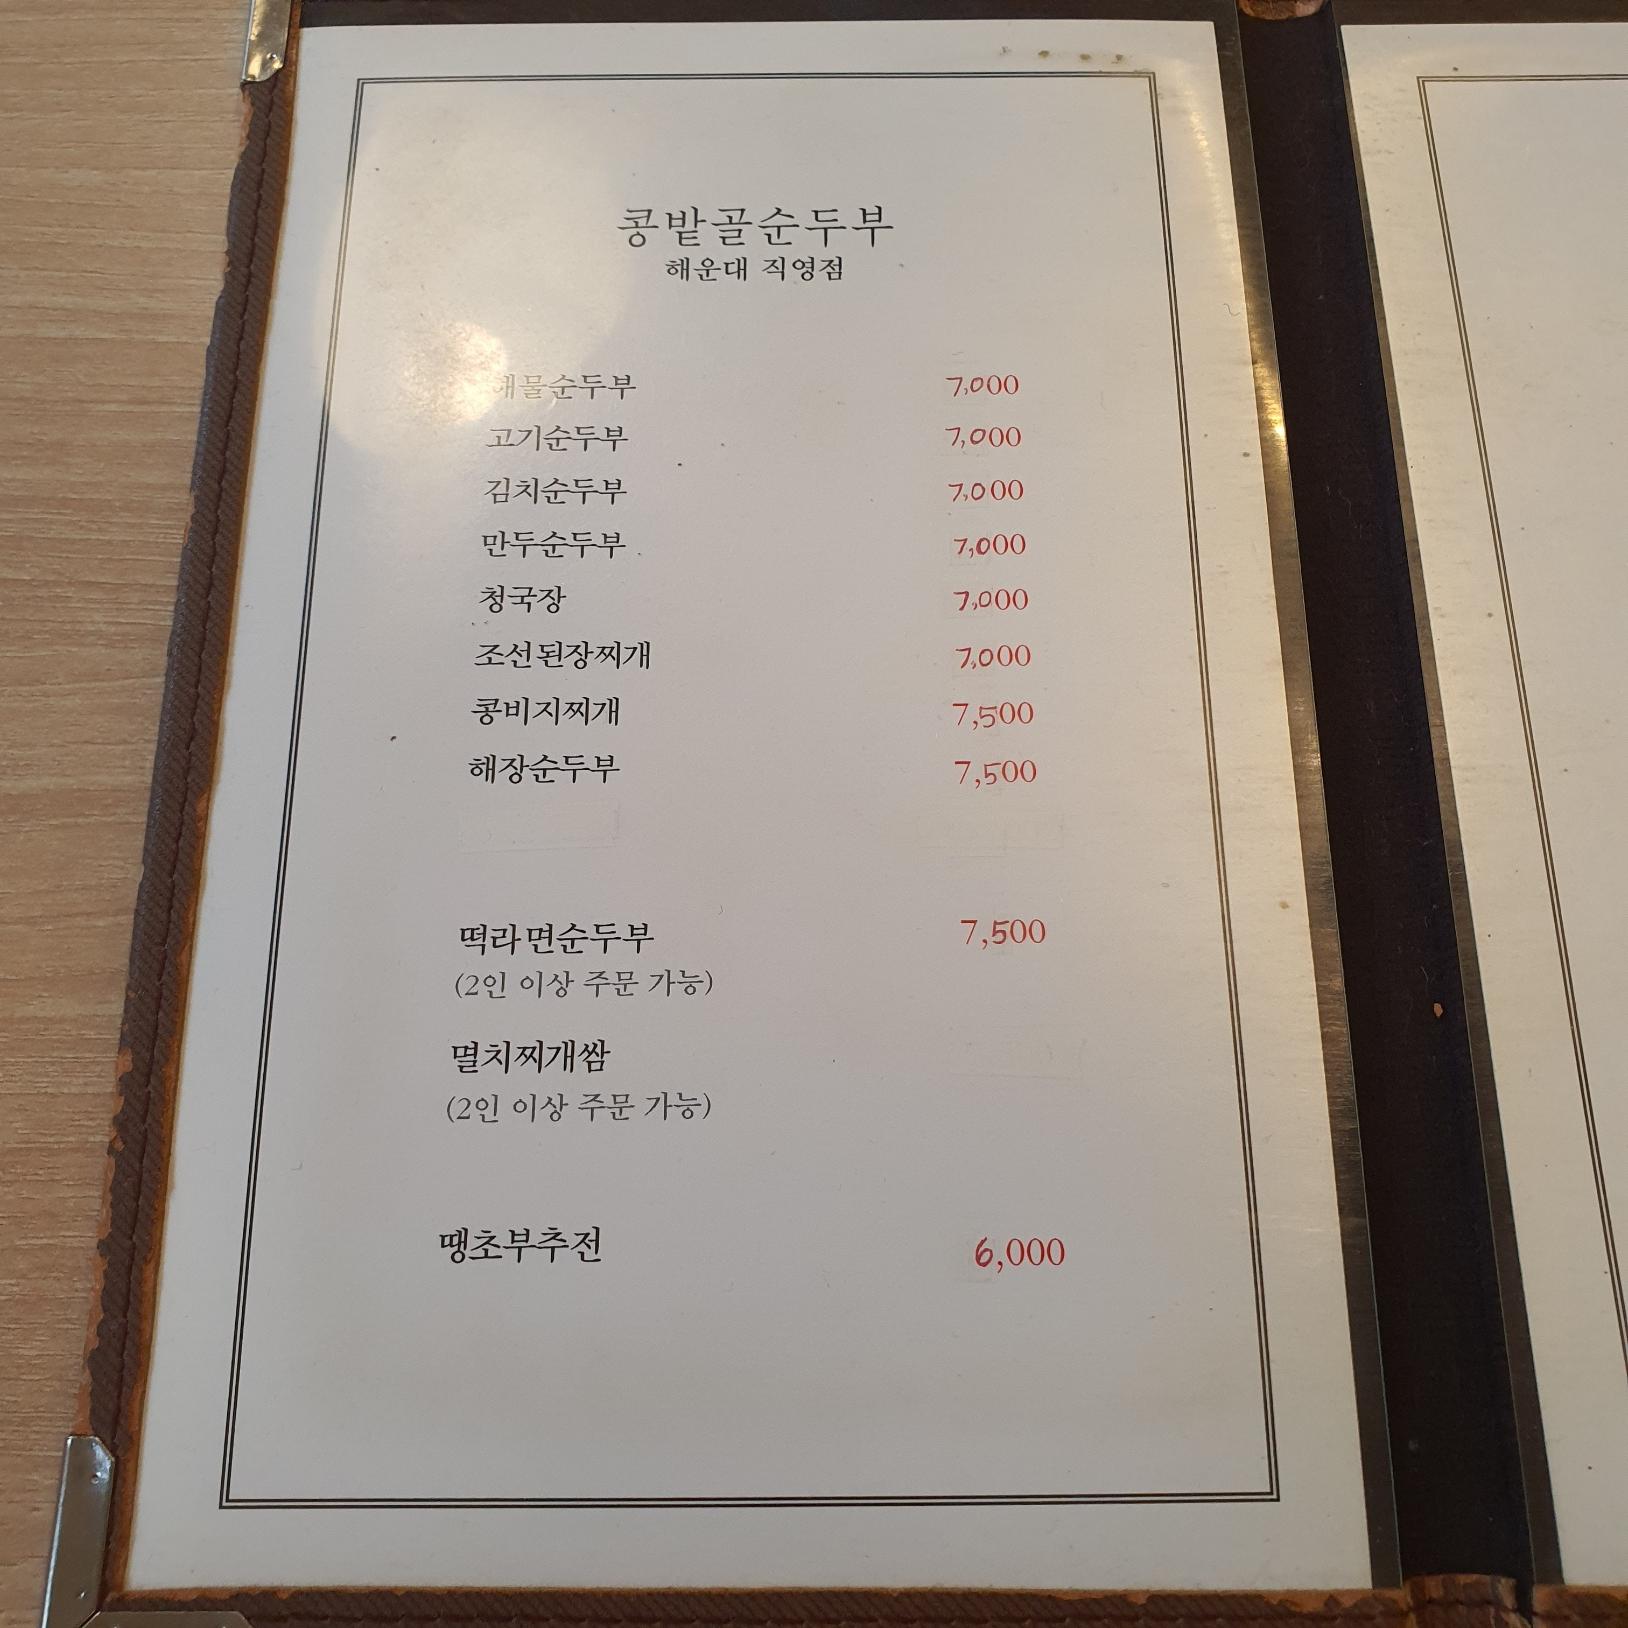 콩밭골순두부
해운대 직영점
해물순두부 7,000
고기순두부 7,000
김치순두부 7,000
만두순두부 7,000
청국장 7,000
조선된장찌개 7,000
콩비지찌개 7,500
해장순두부 7,500
떡라면순두부 7,500
(2인 이상 주문 가능)
멸치찌개쌈
(2인 이상 주문 가능)
땡초부추전 6,000